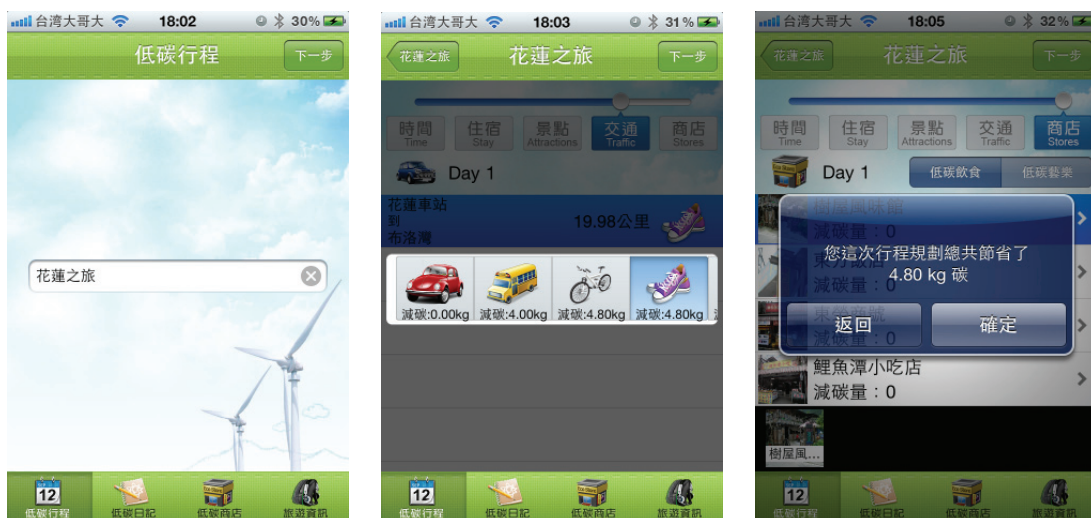 台湾大哥大 18:02 30%
低碳行程
下一步
花蓮之旅
12
低碳行程 低碳日記 低碳商店 旅遊資訊
台湾大哥大 18:03 31%
花蓮之旅 花蓮之旅 下一步
時間 住宿 景點 交通 商店
Time Stay Attractions Traffic Stores
Day 1
花蓮車站
到
布洛灣
19.98公里
減碳:0.00kg 減碳:4.00kg 減碳:4.80kg 減碳:4.80kg
12
低碳行程 低碳日記 低碳商店 旅遊資訊
台湾大哥大 18:05 32%
花蓮之旅 花蓮之旅 下一步
時間 住宿 景點 交通 商店
Time Stay Attractions Traffic Stores
Day 1 低碳飲食 低碳藝樂
樹屋風味館
減碳量：0
您這次行程規劃總共節省了
4.80 kg 碳
減碳量：0
返回 確定
減碳量：0
鯉魚潭小吃店
減碳量：0
樹屋風...
12
低碳行程 低碳日記 低碳商店 旅遊資訊